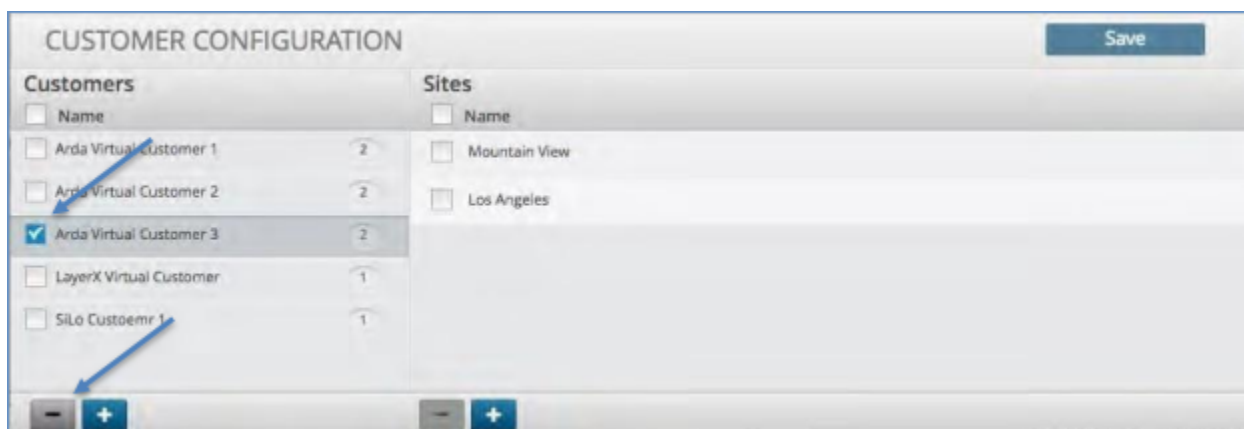 CUSTOMER CONFIGURATION
Save
Customers
Sites
Name
Name
Arda Virtual Customer 1 2
Mountain View
Arda Virtual Customer 2 2
Los Angeles
Arda Virtual Customer 3 2
LayerX Virtual Customer 1
SiLo Custoemr 1 1
- +
- +